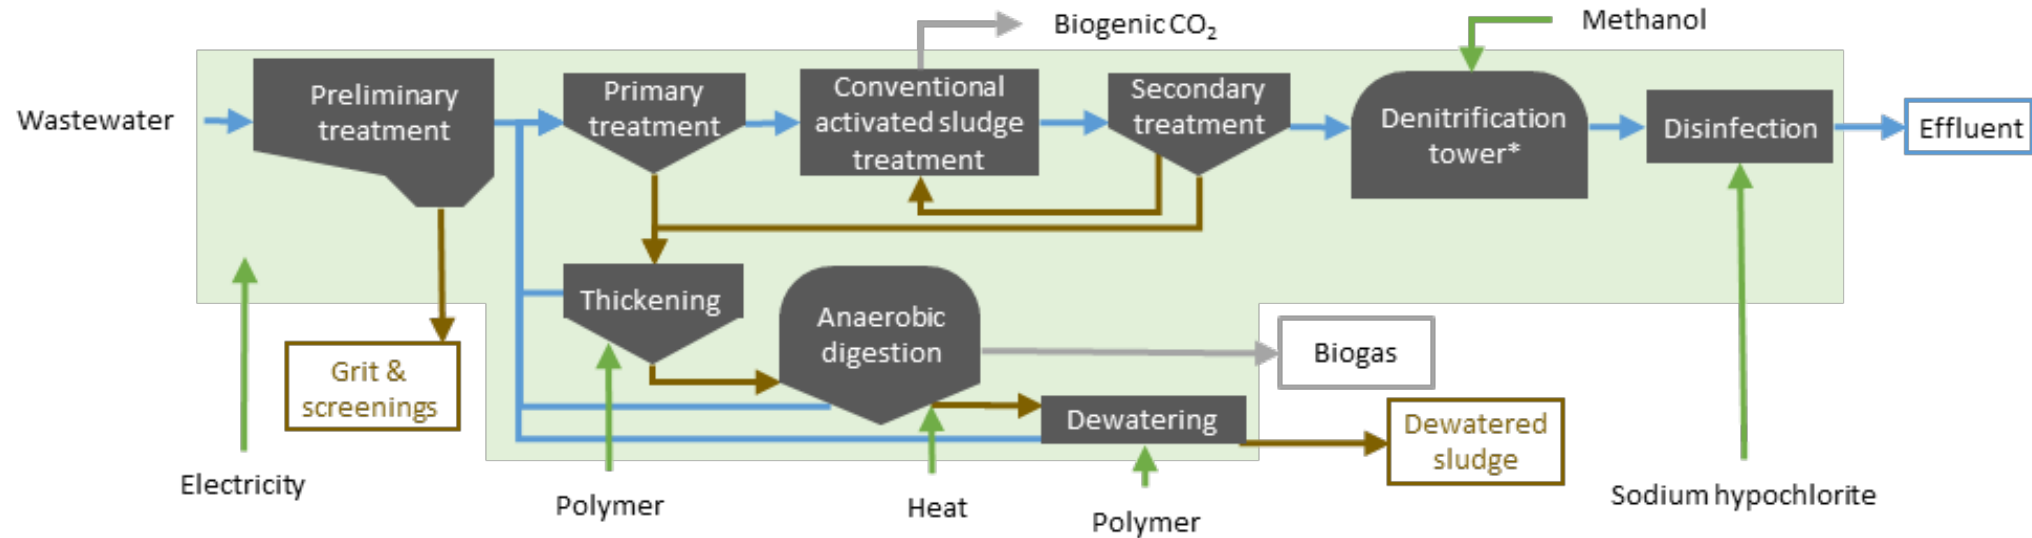 Biogenic CO₂
Methanol
Wastewater
Preliminary
treatment
Primary
treatment
Conventional
activated sludge
treatment
Secondary
treatment
Denitrification
tower*
Disinfection
Effluent
Thickening
Anaerobic
digestion
Biogas
Grit &
screenings
Dewatering
Dewatered
sludge
Electricity
Polymer
Heat
Polymer
Sodium hypochlorite